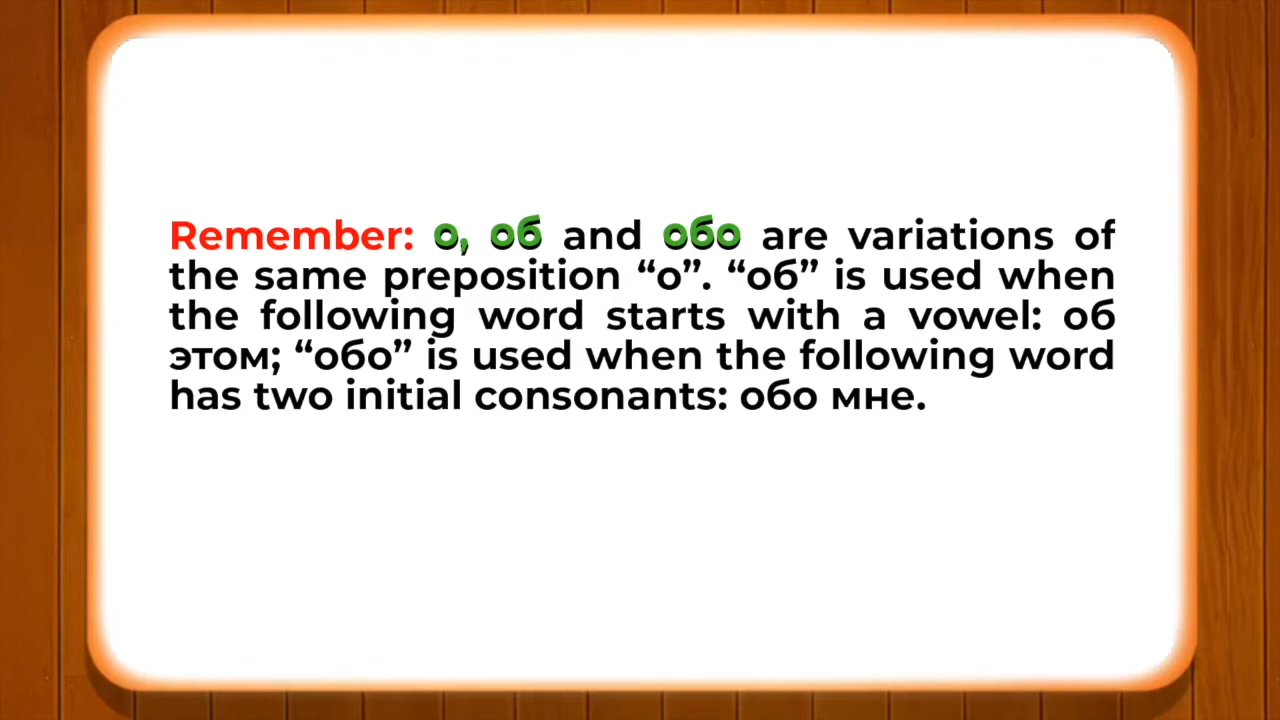 Remember: о, об and обо are variations of
the same preposition “о”. “об” is used when
the following word starts with a vowel: об
этом; “обо” is used when the following word
has two initial consonants: обо мне.